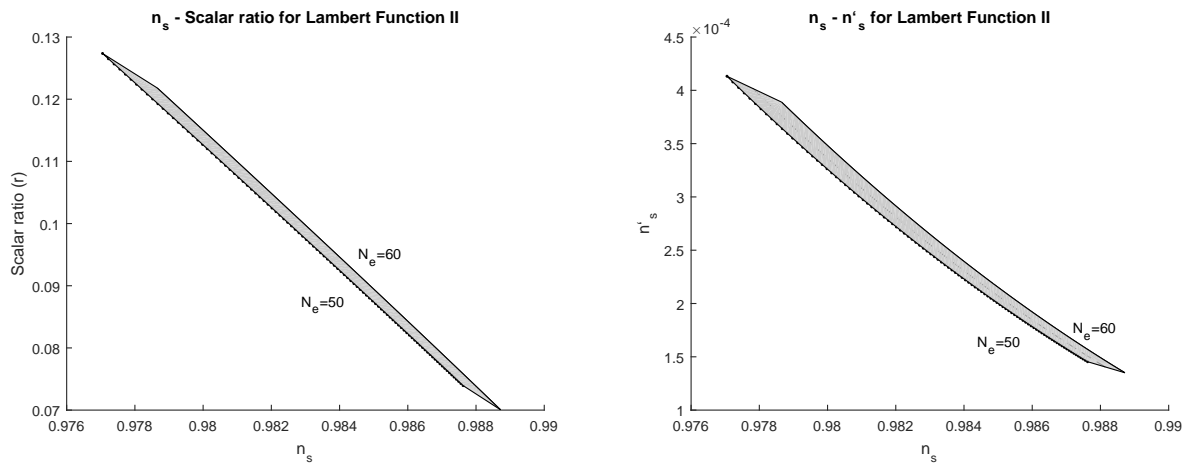 n_s - Scalar ratio for Lambert Function II
0.13
0.12
0.11
0.1
0.09
0.08
0.07
Scalar ratio (r)
N_e=60
N_e=50
0.976 0.978 0.98 0.982 0.984 0.986 0.988 0.99
n_s
n_s - n‘_s for Lambert Function II
×10^-4
4.5
4
3.5
3
2.5
2
1.5
1
n‘_s
N_e=60
N_e=50
0.976 0.978 0.98 0.982 0.984 0.986 0.988 0.99
n_s